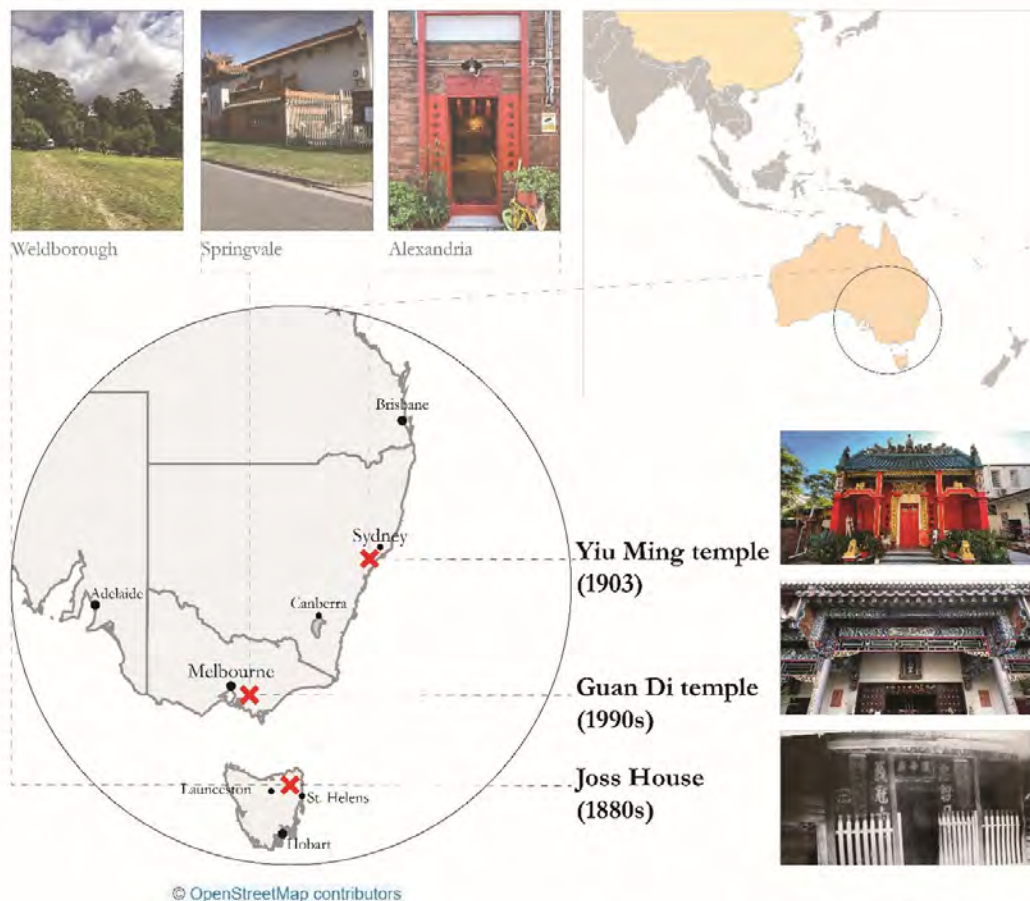 Weldborough
Springvale
Alexandria
Brisbane
Sydney
Yiu Ming temple
(1903)
Adelaide
Canberra
Melbourne
Guan Di temple
(1990s)
Joss House
(1880s)
Launceston
St. Helens
Hobart
© OpenStreetMap contributors